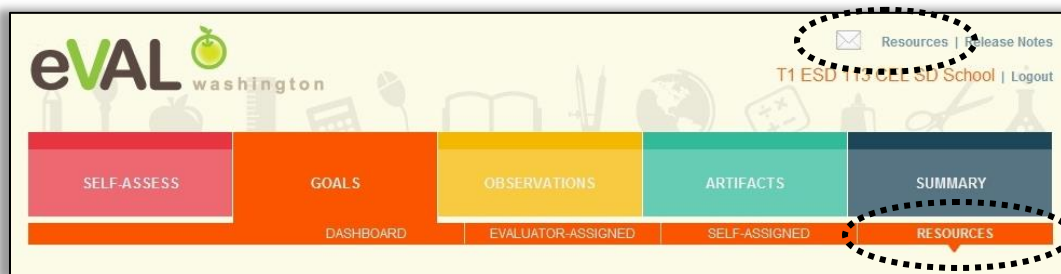 Resources | Release Notes
eVAL washington
T1 ESD 113 CEL SD School | Logout
SELF-ASSESS GOALS OBSERVATIONS ARTIFACTS SUMMARY
DASHBOARD EVALUATOR-ASSIGNED SELF-ASSIGNED RESOURCES